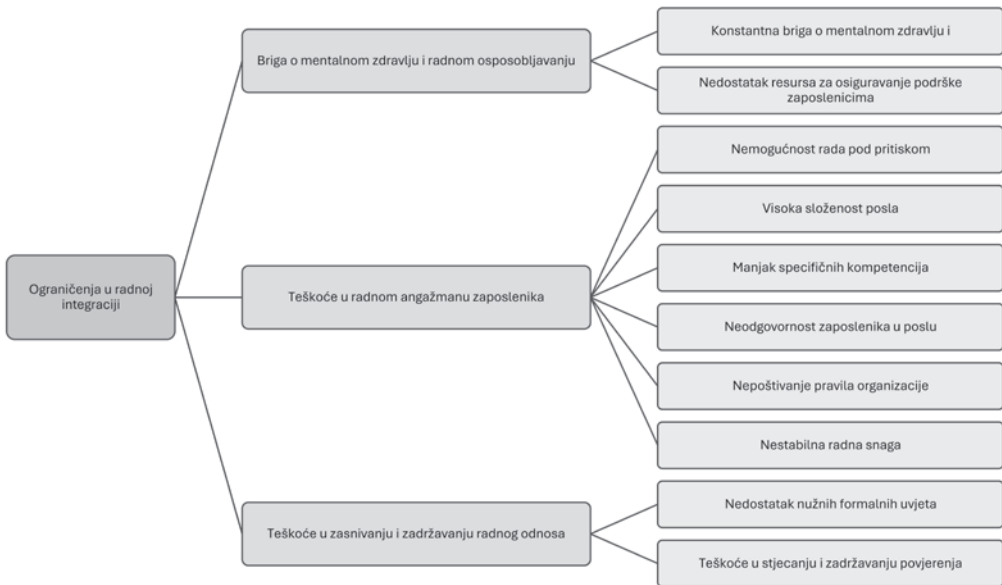 Ograničenja u radnoj
integraciji
Briga o mentalnom zdravlju i radnom osposobljavanju
Konstantna briga o mentalnom zdravlju i
Nedostatak resursa za osiguravanje podrške
zaposlenicima
Teškoće u radnom angažmanu zaposlenika
Nemogućnost rada pod pritiskom
Visoka složenost posla
Manjak specifičnih kompetencija
Neodgovornost zaposlenika u poslu
Nepoštivanje pravila organizacije
Nestabilna radna snaga
Teškoće u zasnivanju i zadržavanju radnog odnosa
Nedostatak nužnih formalnih uvjeta
Teškoće u stjecanju i zadržavanju povjerenja